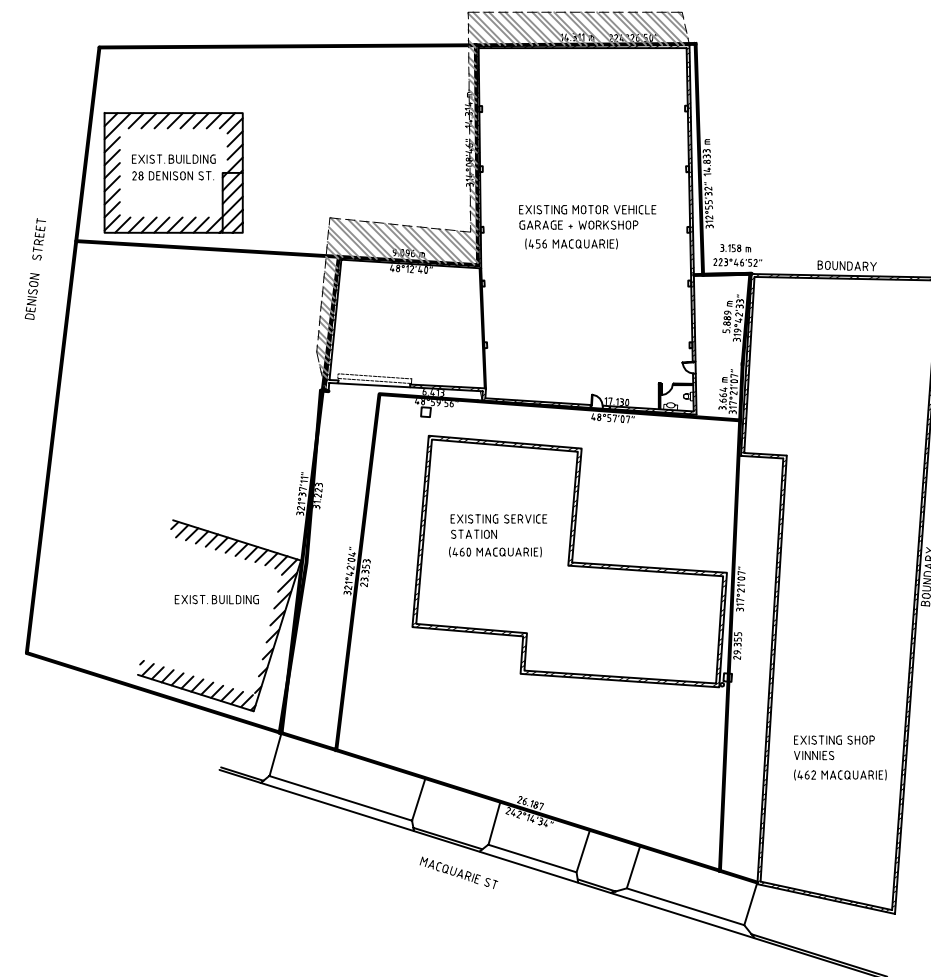 14.311 m 224°26'50"
314°08'46" 14.314 m
EXIST. BUILDING
28 DENISON ST.
312°55'32" 14.833 m
EXISTING MOTOR VEHICLE
GARAGE + WORKSHOP
(456 MACQUARIE)
DENISON STREET
9.096 m
48°12'40"
3.158 m
223°46'52"
BOUNDARY
5.889 m
319°42'33"
3.664 m
317°21'07"
6.413
48°59'56
17.130
48°57'07"
321°37'11"
31.223
EXISTING SERVICE
STATION
(460 MACQUARIE)
321°42'04"
23.353
BOUNDARY
EXIST. BUILDING
317°21'07"
29.355
EXISTING SHOP
VINNIES
(462 MACQUARIE)
26.187
242°14'34"
MACQUARIE ST